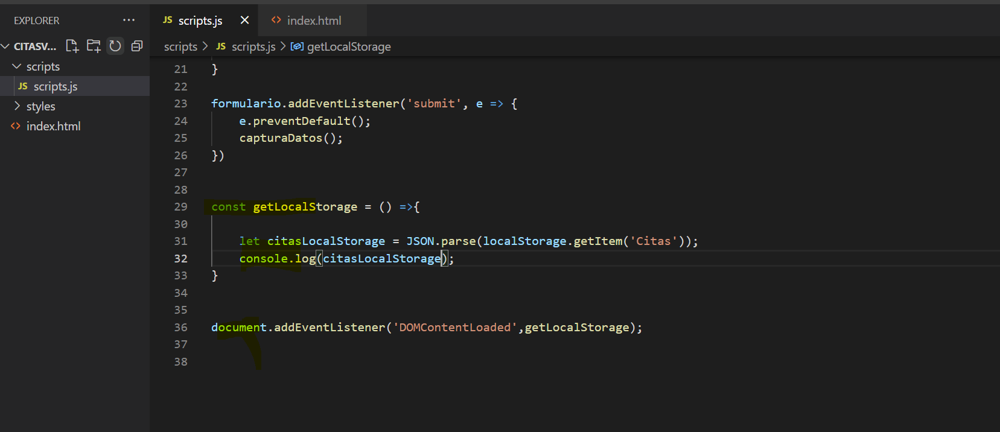 EXPLORER ...
CITASV...
scripts
JS scripts.js
styles
<> index.html
JS scripts.js × <> index.html
scripts > JS scripts.js > getLocalStorage
21 }
22
23 formulario.addEventListener('submit', e => {
24 e.preventDefault();
25 capturaDatos();
26 })
27
28
29 const getLocalStorage = () =>{
30
31 let citasLocalStorage = JSON.parse(localStorage.getItem('Citas'));
32 console.log(citasLocalStorage);
33 }
34
35
36 document.addEventListener('DOMContentLoaded',getLocalStorage);
37
38